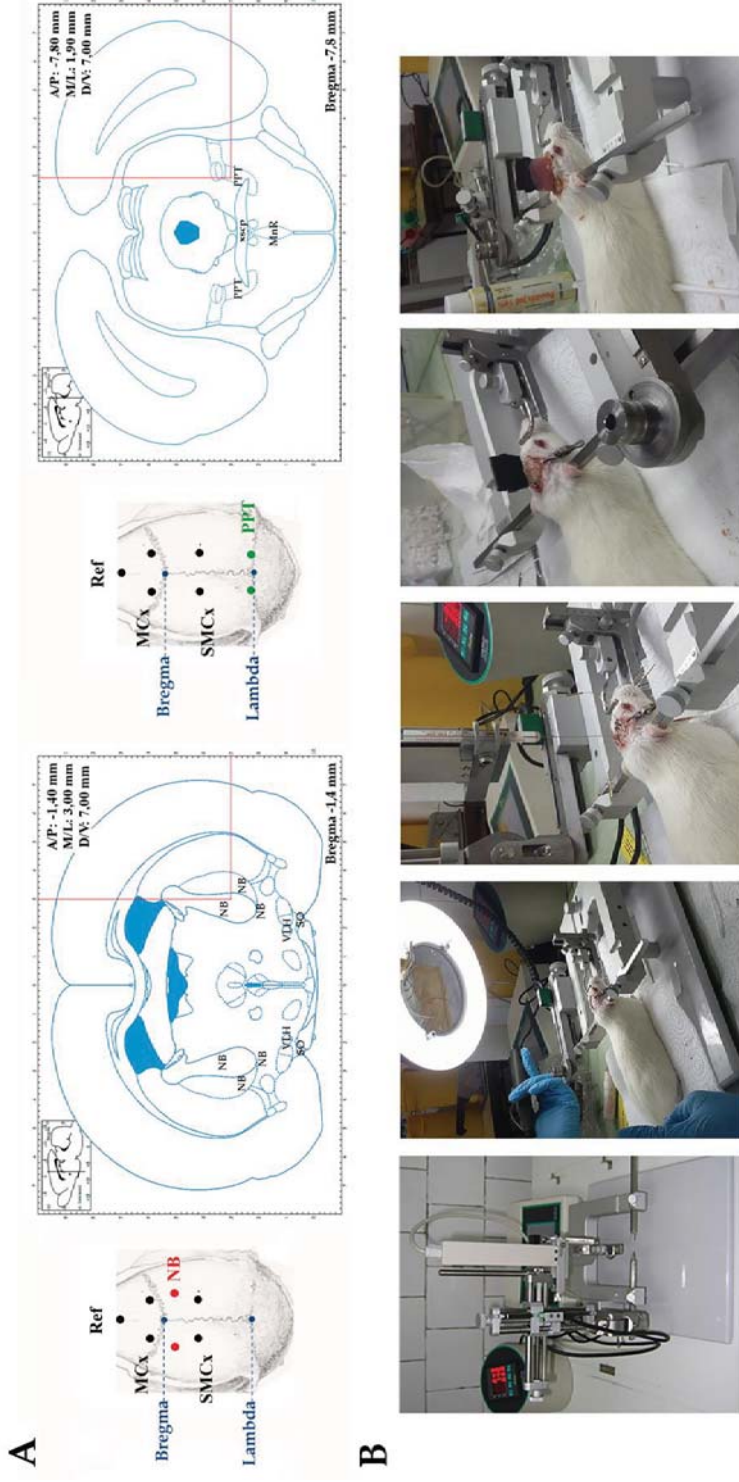 A
Ref
MCx
Bregma
NB
SMCx
Lambda
A/P: -1,40 mm
M/L: 3,00 mm
D/V: 7,00 mm
NB
NB
NB
NB
NB
NB
VLH
VLH
SO
SO
Bregma -1,4 mm
Ref
MCx
Bregma
SMCx
PPT
Lambda
A/P: -7,80 mm
M/L: 1,90 mm
D/V: 7,00 mm
PPT
PPT
xscp
MnR
Bregma -7,8 mm
B